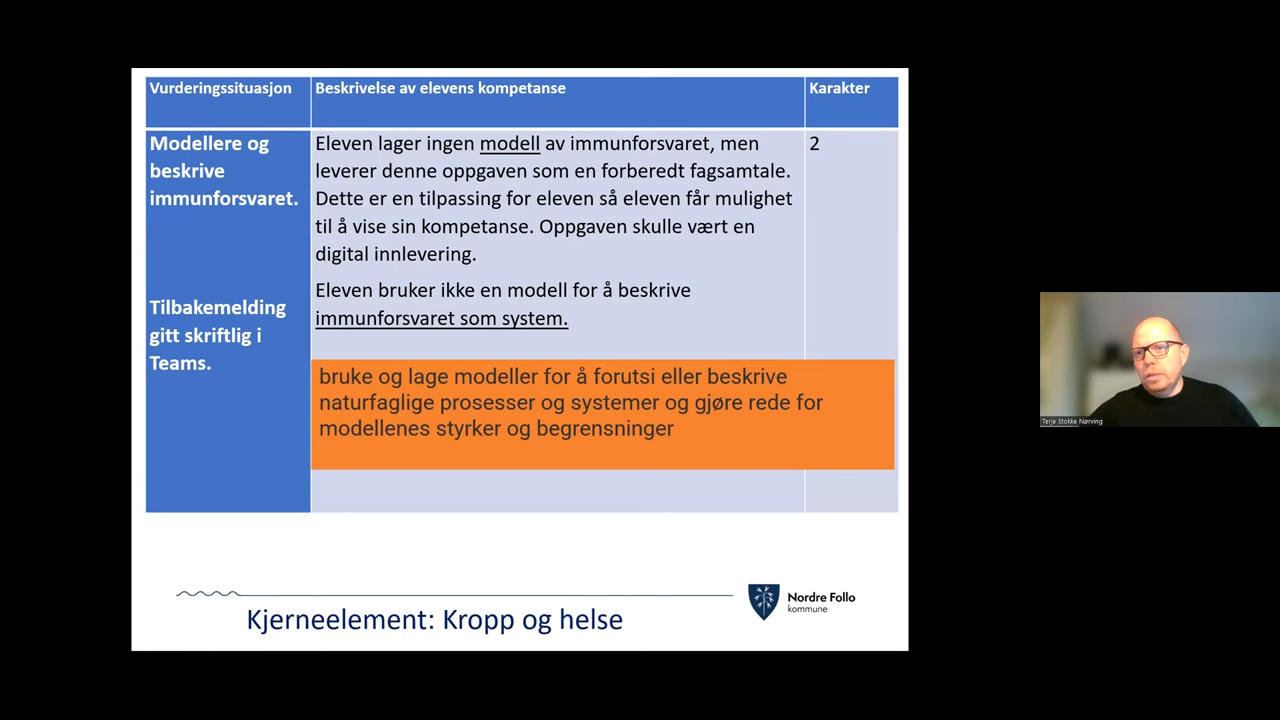 Vurderingssituasjon
Beskrivelse av elevens kompetanse
Karakter
Modellere og
beskrive
immunforsvaret.
Tilbakemelding
gitt skriftlig i
Teams.
Eleven lager ingen modell av immunforsvaret, men
leverer denne oppgaven som en forberedt fagsamtale.
Dette er en tilpassing for eleven så eleven får mulighet
til å vise sin kompetanse. Oppgaven skulle vært en
digital innlevering.
Eleven bruker ikke en modell for å beskrive
immunforsvaret som system.
2
bruke og lage modeller for å forutsi eller beskrive
naturfaglige prosesser og systemer og gjøre rede for
modellenes styrker og begrensninger
Kjerneelement: Kropp og helse
Nordre Follo
kommune
Terje Stokke Nørving